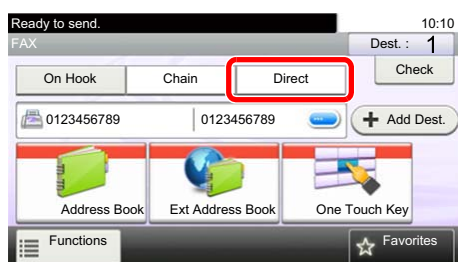 Ready to send. 10:10
FAX Dest. : 1
On Hook Chain Direct Check
0123456789 0123456789 + Add Dest.
Address Book Ext Address Book One Touch Key
Functions Favorites